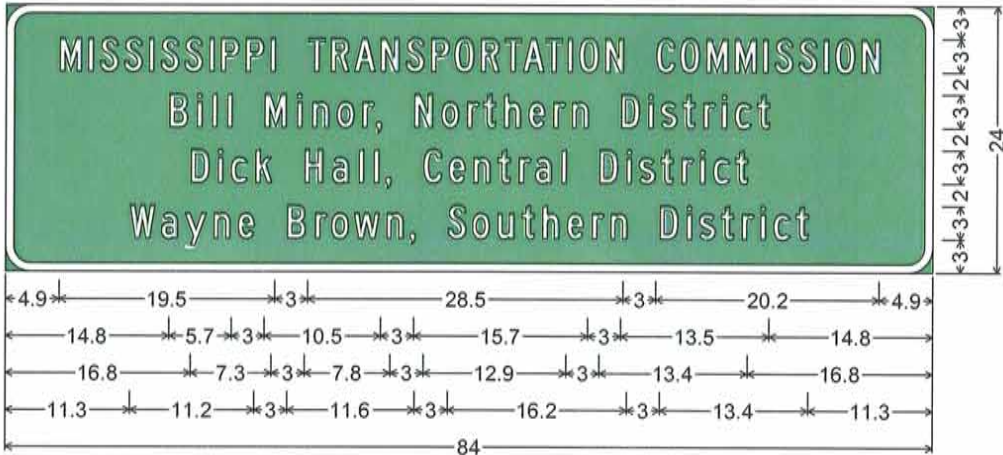 MISSISSIPPI TRANSPORTATION COMMISSION
Bill Minor, Northern District
Dick Hall, Central District
Wayne Brown, Southern District
3
3
2
3
2
3
2
3
3
24
4.9 19.5 3 28.5 3 20.2 4.9
14.8 5.7 3 10.5 3 15.7 3 13.5 14.8
16.8 7.3 3 7.8 3 12.9 3 13.4 16.8
11.3 11.2 3 11.6 3 16.2 3 13.4 11.3
84